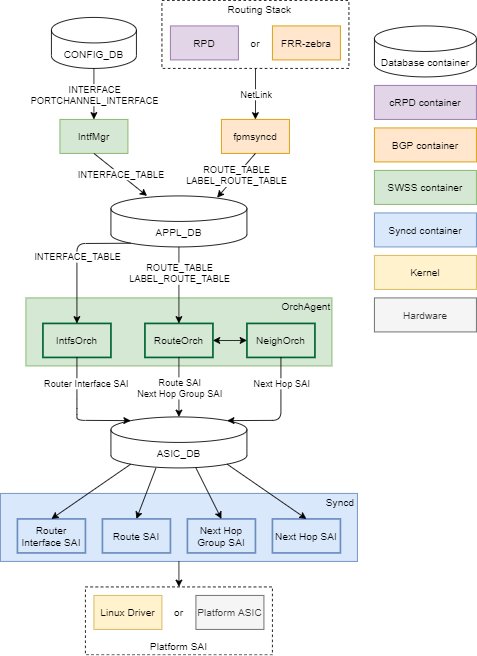 Routing Stack
CONFIG_DB
RPD
or
FRR-zebra
Database container
INTERFACE
PORTCHANNEL_INTERFACE
NetLink
cRPD container
IntfMgr
fpmsyncd
BGP container
INTERFACE_TABLE
ROUTE_TABLE
LABEL_ROUTE_TABLE
SWSS container
APPL_DB
Syncd container
INTERFACE_TABLE
ROUTE_TABLE
LABEL_ROUTE_TABLE
Kernel
OrchAgent
Hardware
IntfsOrch
RouteOrch
NeighOrch
Router Interface SAI
Route SAI
Next Hop Group SAI
Next Hop SAI
ASIC_DB
Syncd
Router
Interface SAI
Route SAI
Next Hop
Group SAI
Next Hop SAI
Linux Driver
or
Platform ASIC
Platform SAI